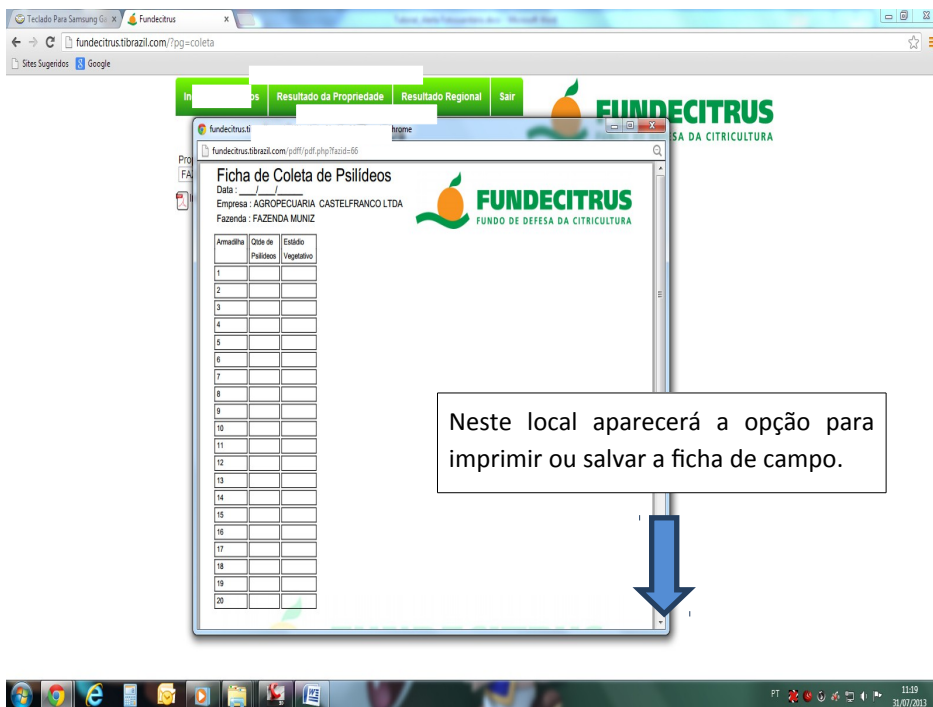 Teclado Para Samsung Ga
Fundecitrus
fundecitrus.tibrazil.com/?pg=coleta
Sites Sugeridos
Google
Resultado da Propriedade
Resultado Regional
Sair
FUNDECITRUS
SA DA CITRICULTURA
fundecitrus.ti
hrome
fundecitrus.tibrazil.com/pdff/pdf.php?fazid=66
Ficha de Coleta de Psilídeos
Data : ___/___/_____
Empresa : AGROPECUARIA CASTELFRANCO LTDA
Fazenda : FAZENDA MUNIZ
FUNDECITRUS
FUNDO DE DEFESA DA CITRICULTURA
Armadilha Qtde de Psilídeos Estádio Vegetativo
1
2
3
4
5
6
7
8
9
10
11
12
13
14
15
16
17
18
19
20
Neste local aparecerá a opção para
imprimir ou salvar a ficha de campo.
PT
11:19
31/07/2013